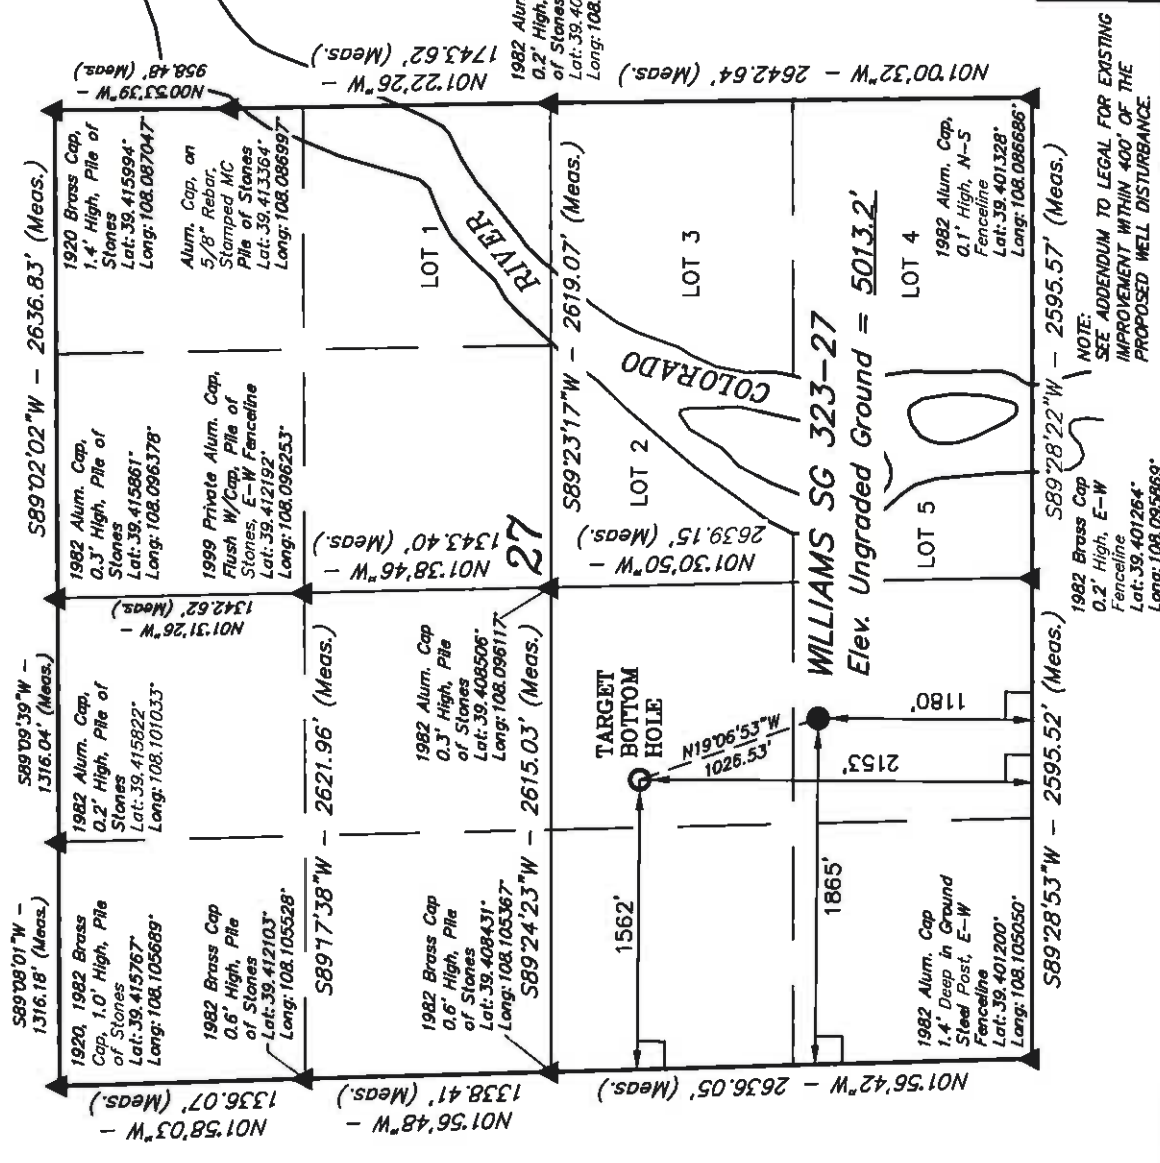 S89°08'01"W –
1316.18' (Meas.)
S89°09'39"W –
1316.04' (Meas.)
S89°02'02"W – 2636.83' (Meas.)
N00°53'39"W –
958.48' (Meas.)
N01°22'26"W –
1743.62' (Meas.)
1982 Alum.
0.2' High,
of Stones
Lat: 39.40
Long: 108.
N01°00'32"W – 2642.64' (Meas.)
1920, 1982 Brass
Cap, 1.0' High, Pile
of Stones
Lat: 39.415767°
Long: 108.105689°
1982 Alum. Cap,
0.2' High, Pile of
Stones
Lat: 39.415822°
Long: 108.101033°
1982 Alum. Cap,
0.3' High, Pile of
Stones
Lat: 39.415861°
Long: 108.096378°
1920 Brass Cap,
1.4' High, Pile of
Stones
Lat: 39.415994°
Long: 108.087047°
Alum. Cap, on
5/8" Rebar,
Stamped MC
Pile of Stones
Lat: 39.413364°
Long: 108.086997°
N01°58'03"W –
1336.07' (Meas.)
N01°31'26"W –
1342.62' (Meas.)
1982 Brass Cap
0.6' High, Pile
of Stones
Lat: 39.412103°
Long: 108.105528°
1999 Private Alum. Cap,
Flush W/Cap, Pile of
Stones, E–W Fenceline
Lat: 39.412192°
Long: 108.096253°
S89°17'38"W – 2621.96' (Meas.)
N01°56'48"W –
1338.41' (Meas.)
N01°38'46"W –
1343.40' (Meas.)
LOT 1
RIVER
1982 Brass Cap
0.6' High, Pile
of Stones
Lat: 39.408431°
Long: 108.105367°
1982 Alum. Cap
0.3' High, Pile
of Stones
Lat: 39.408506°
Long: 108.096117°
27
S89°24'23"W – 2615.03' (Meas.)
S89°23'17"W – 2619.07' (Meas.)
N01°56'42"W – 2636.05' (Meas.)
N01°30'50"W –
2639.15' (Meas.)
LOT 2
LOT 3
COLORADO
TARGET
BOTTOM
HOLE
1562'
N19°06'53"W
1026.53'
2153'
1180'
1865'
WILLIAMS SG 323–27
Elev. Ungraded Ground = 5013.2'
LOT 5
LOT 4
1982 Alum. Cap
1.4' Deep in Ground
Steel Post, E–W
Fenceline
Lat: 39.401200°
Long: 108.105050°
1982 Alum. Cap,
0.1' High, N–S
Fenceline
Lat: 39.401328°
Long: 108.086686°
S89°28'53"W – 2595.52' (Meas.)
S89°28'22"W – 2595.57' (Meas.)
1982 Brass Cap
0.2' High, E–W
Fenceline
Lat: 39.401264°
Long: 108.095869°
NOTE:
SEE ADDENDUM TO LEGAL FOR EXISTING
IMPROVEMENT WITHIN 400' OF THE
PROPOSED WELL DISTURBANCE.